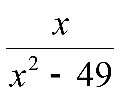 x
x² - 49